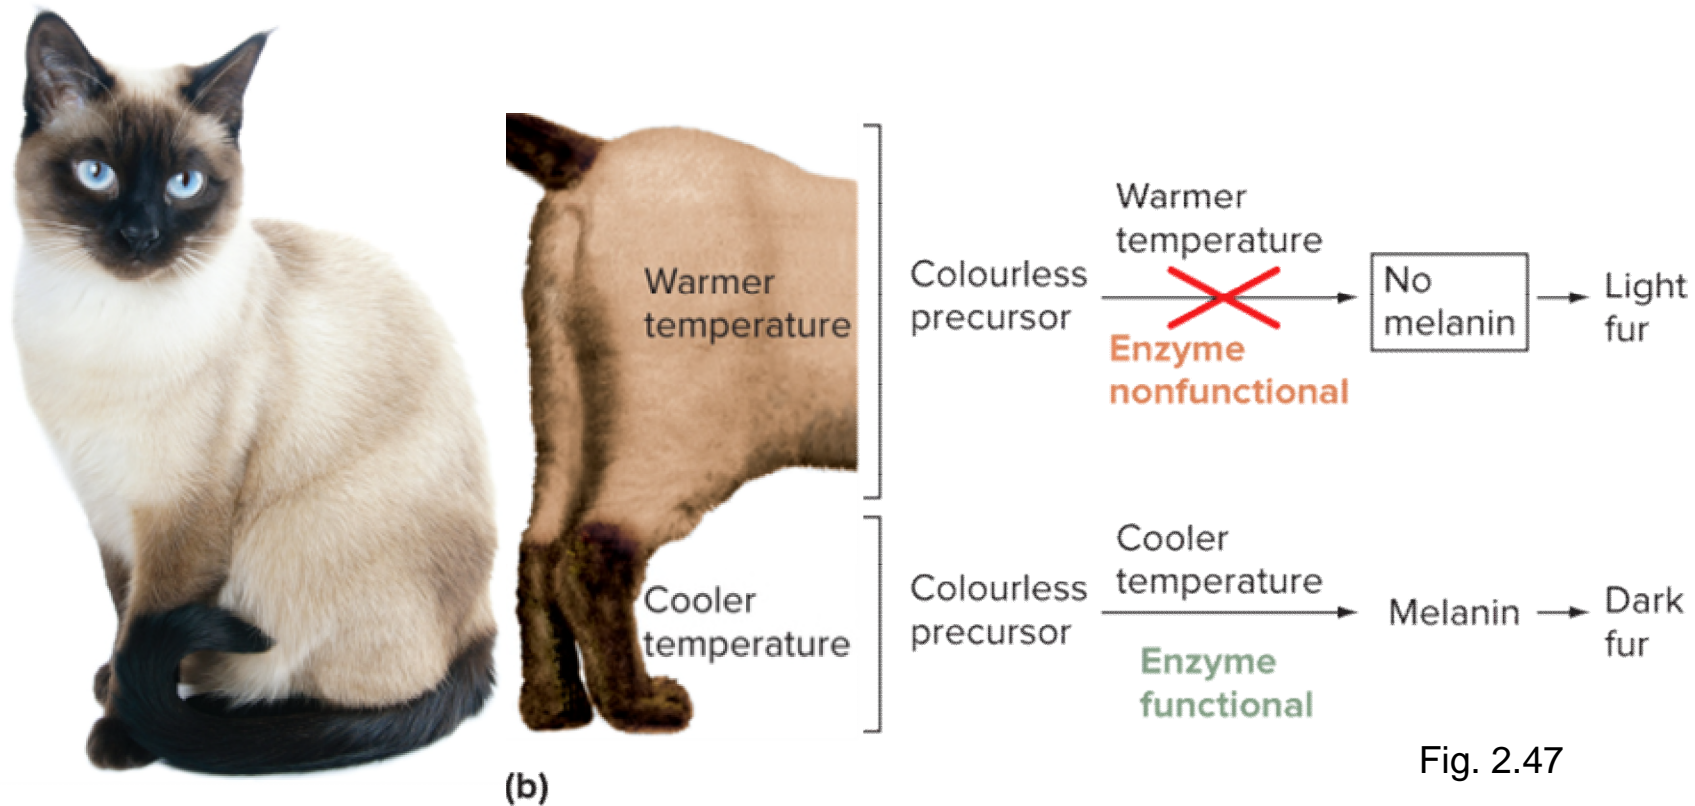 Warmer
temperature
Cooler
temperature
(b)
Colourless
precursor
Warmer
temperature
Enzyme
nonfunctional
No
melanin
Light
fur
Colourless
precursor
Cooler
temperature
Enzyme
functional
Melanin
Dark
fur
Fig. 2.47